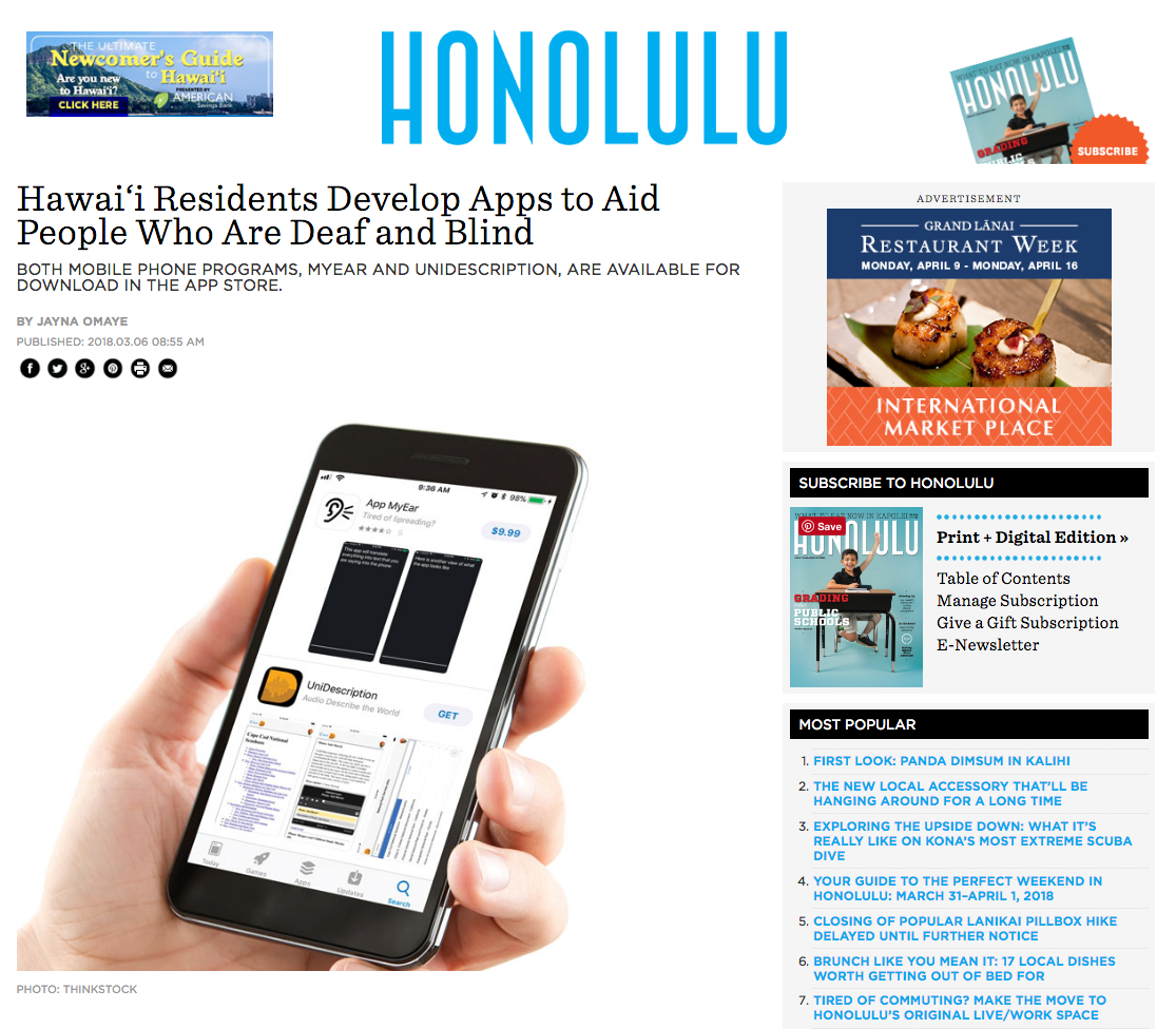 THE ULTIMATE
Newcomer's Guide
to Hawai'i
Are you new
to Hawai'i?
PRESENTED BY
AMERICAN
Savings Bank
CLICK HERE
HONOLULU
WHAT TO EAT NOW IN KAPOLEI
HONOLULU
GRADING
PUBLIC
SUBSCRIBE
Hawai‘i Residents Develop Apps to Aid
People Who Are Deaf and Blind
BOTH MOBILE PHONE PROGRAMS, MYEAR AND UNIDESCRIPTION, ARE AVAILABLE FOR
DOWNLOAD IN THE APP STORE.
BY JAYNA OMAYE
PUBLISHED: 2018.03.06 08:55 AM
9:36 AM
98%
App MyEar
Tired of lipreading?
5
$9.99
This app will translate
everything into text that you
are saying into the phone
Here is another view of what
the app looks like
UniDescription
Audio Describe the World
GET
Cape Cod National
Seashore
Today
Games
Apps
Updates
Search
PHOTO: THINKSTOCK
ADVERTISEMENT
GRAND LĀNAI
RESTAURANT WEEK
MONDAY, APRIL 9 - MONDAY, APRIL 16
INTERNATIONAL
MARKET PLACE
SUBSCRIBE TO HONOLULU
WHAT TO EAT NOW IN KAPOLEI
Save
HONOLULU
GRADING
PUBLIC
SCHOOLS
Print + Digital Edition »
Table of Contents
Manage Subscription
Give a Gift Subscription
E-Newsletter
MOST POPULAR
1. FIRST LOOK: PANDA DIMSUM IN KALIHI
2. THE NEW LOCAL ACCESSORY THAT'LL BE
HANGING AROUND FOR A LONG TIME
3. EXPLORING THE UPSIDE DOWN: WHAT IT'S
REALLY LIKE ON KONA'S MOST EXTREME SCUBA
DIVE
4. YOUR GUIDE TO THE PERFECT WEEKEND IN
HONOLULU: MARCH 31–APRIL 1, 2018
5. CLOSING OF POPULAR LANIKAI PILLBOX HIKE
DELAYED UNTIL FURTHER NOTICE
6. BRUNCH LIKE YOU MEAN IT: 17 LOCAL DISHES
WORTH GETTING OUT OF BED FOR
7. TIRED OF COMMUTING? MAKE THE MOVE TO
HONOLULU'S ORIGINAL LIVE/WORK SPACE